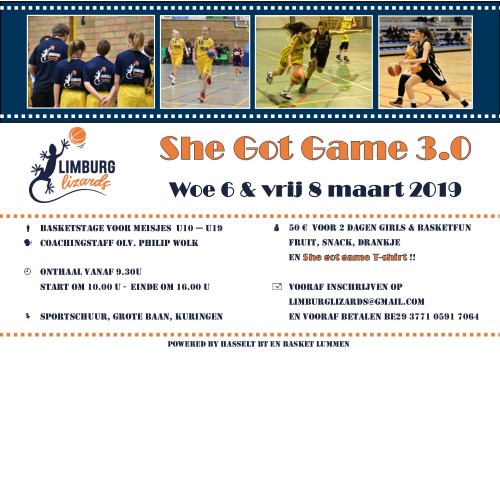 LIMBURG
lizards
She Got Game 3.0
Woe 6 & vrij 8 maart 2019
BASKETSTAGE VOOR MEISJES U10 – U19
COACHINGSTAFF OLV. PHILIP WOLK
ONTHAAL VANAF 9.30U
START OM 10.00 U - EINDE OM 16.00 U
SPORTSCHUUR, GROTE BAAN, KURINGEN
50 € VOOR 2 DAGEN GIRLS & BASKETFUN
FRUIT, SNACK, DRANKJE
EN She got game T-shirt !!
VOORAF INSCHRIJVEN OP
LIMBURGLIZARDS@GMAIL.COM
EN VOORAF BETALEN BE29 3771 0591 7064
POWERED BY HASSELT BT EN BASKET LUMMEN